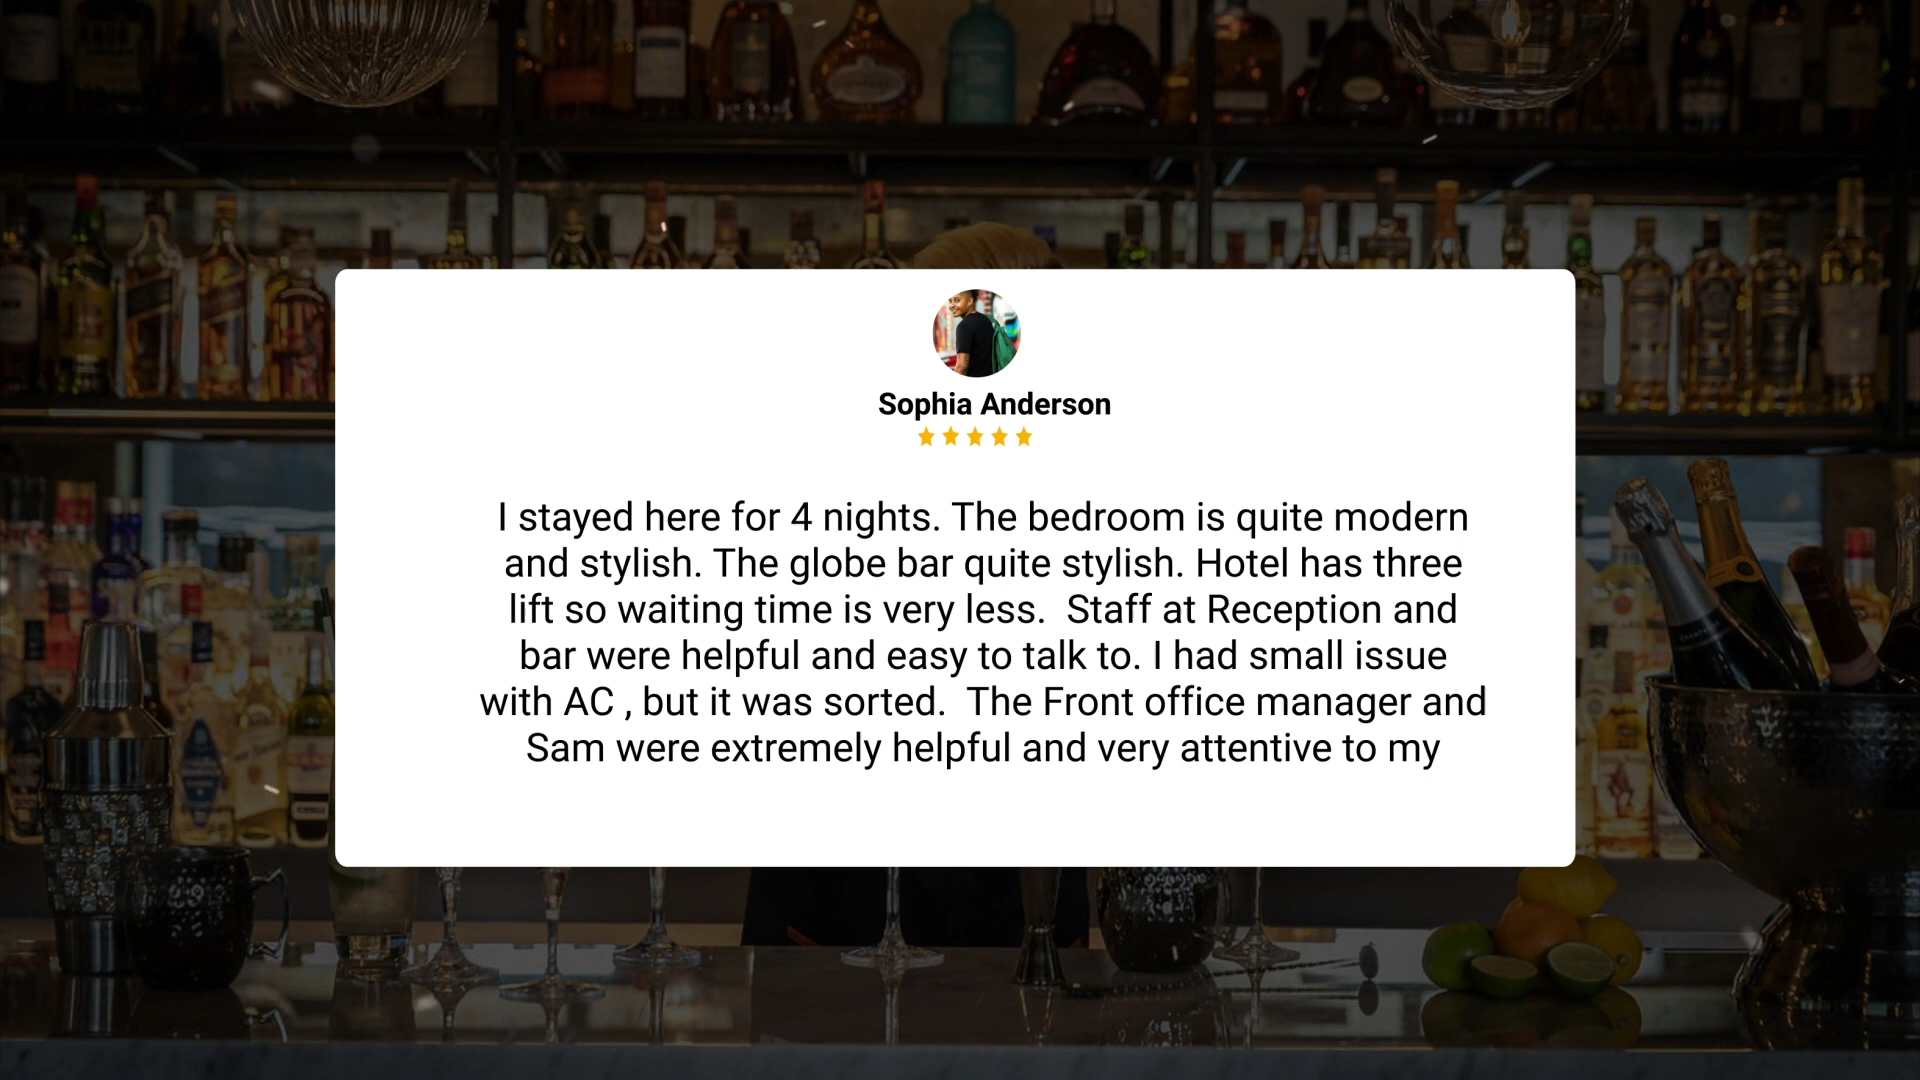 Sophia Anderson
I stayed here for 4 nights. The bedroom is quite modern
and stylish. The globe bar quite stylish. Hotel has three
lift so waiting time is very less.  Staff at Reception and
bar were helpful and easy to talk to. I had small issue
with AC , but it was sorted.  The Front office manager and
Sam were extremely helpful and very attentive to my